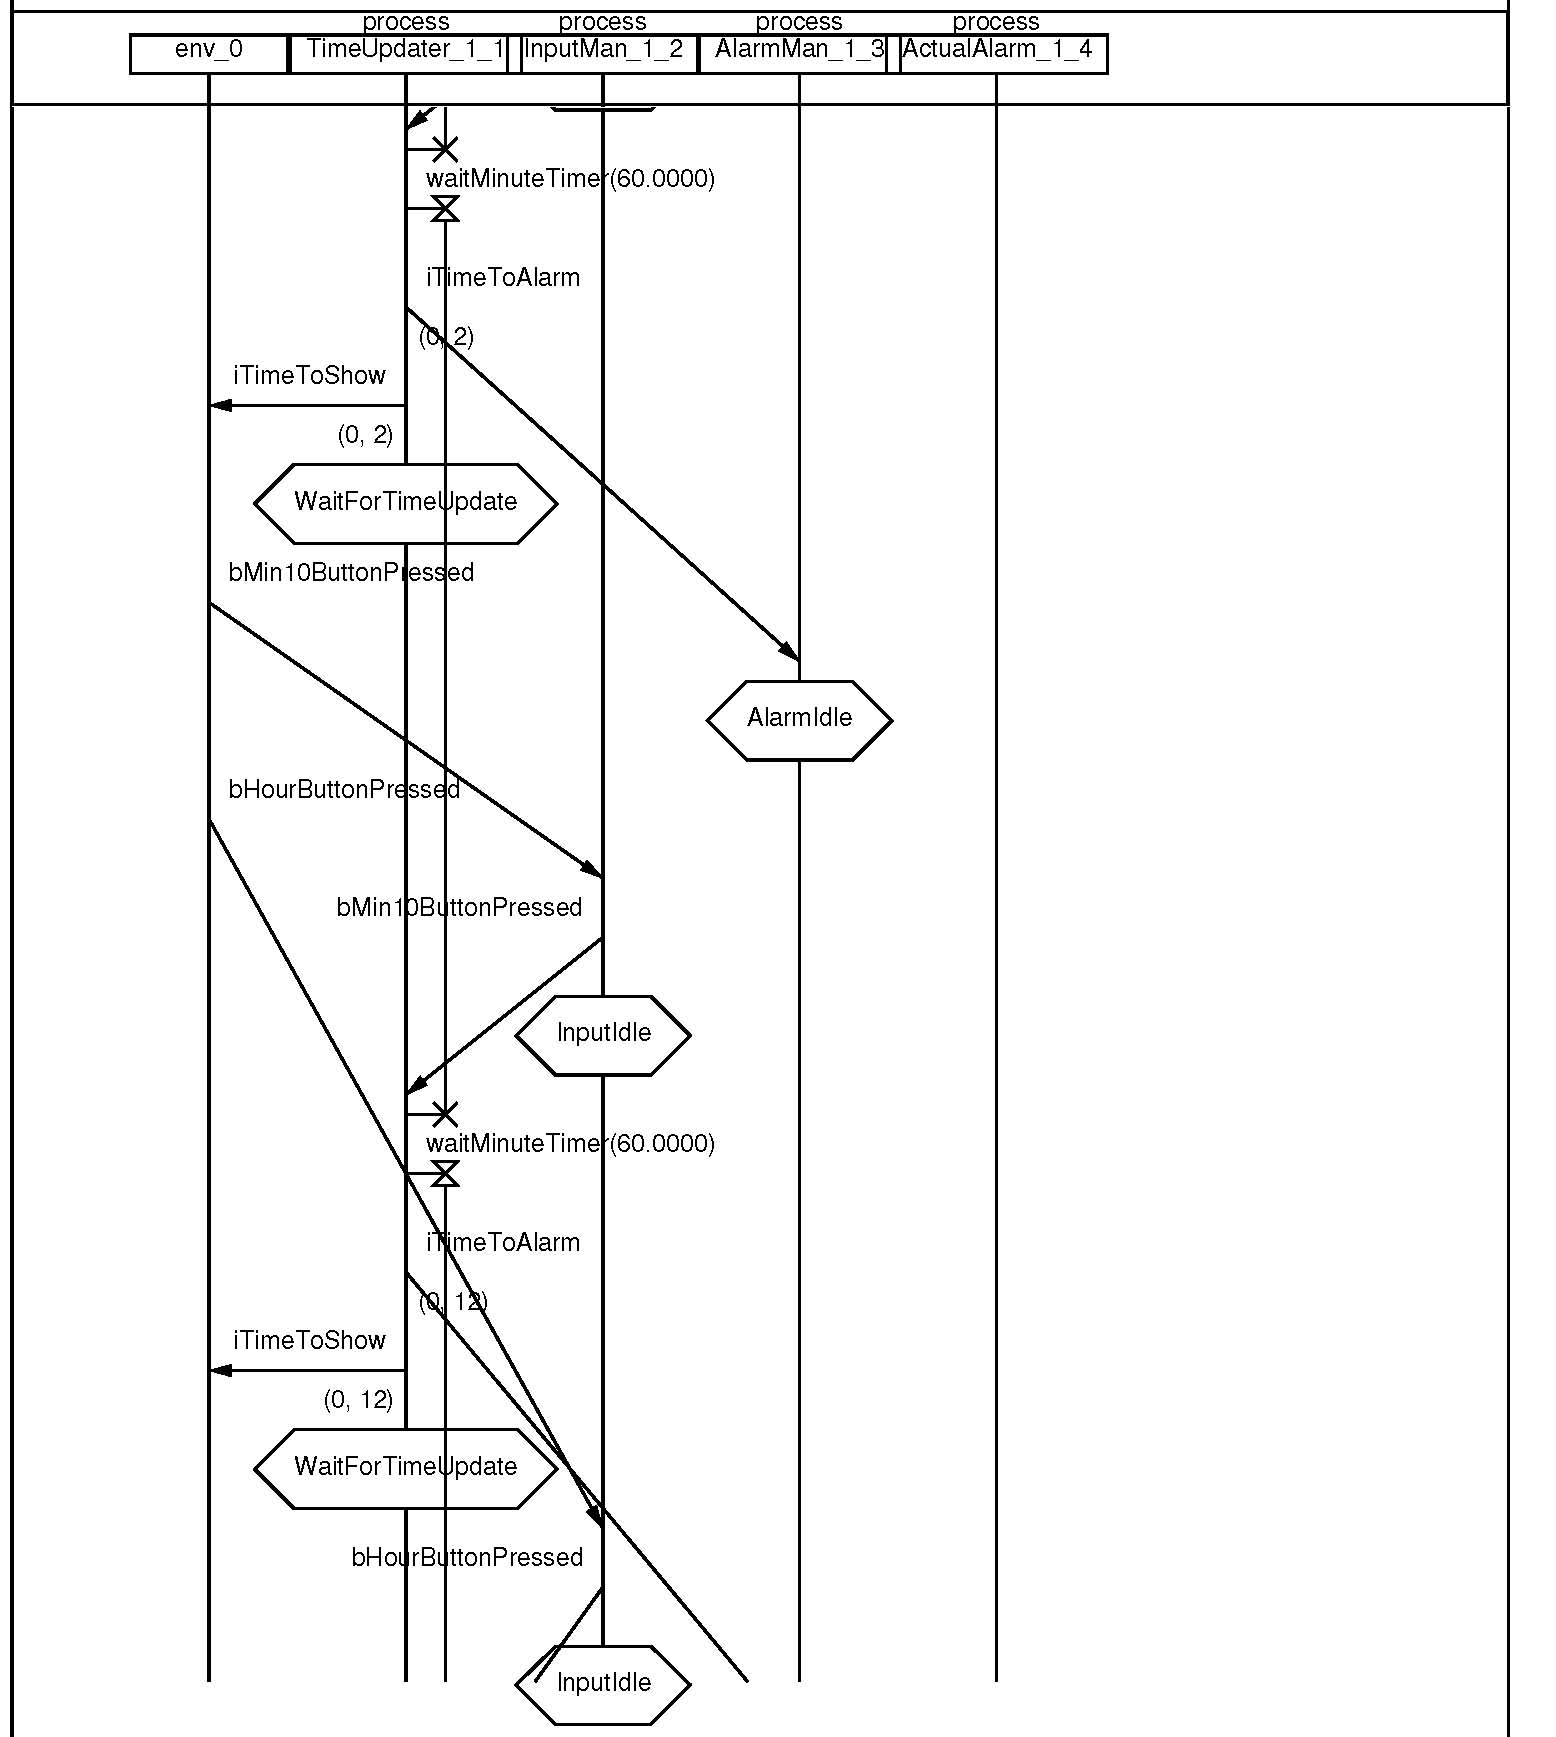 process process process process
env_0 TimeUpdater_1_1 InputMan_1_2 AlarmMan_1_3 ActualAlarm_1_4
waitMinuteTimer(60.0000)
iTimeToAlarm
(0, 2)
iTimeToShow
(0, 2)
WaitForTimeUpdate
bMin10ButtonPressed
AlarmIdle
bHourButtonPressed
bMin10ButtonPressed
InputIdle
waitMinuteTimer(60.0000)
iTimeToAlarm
(0, 12)
iTimeToShow
(0, 12)
WaitForTimeUpdate
bHourButtonPressed
InputIdle